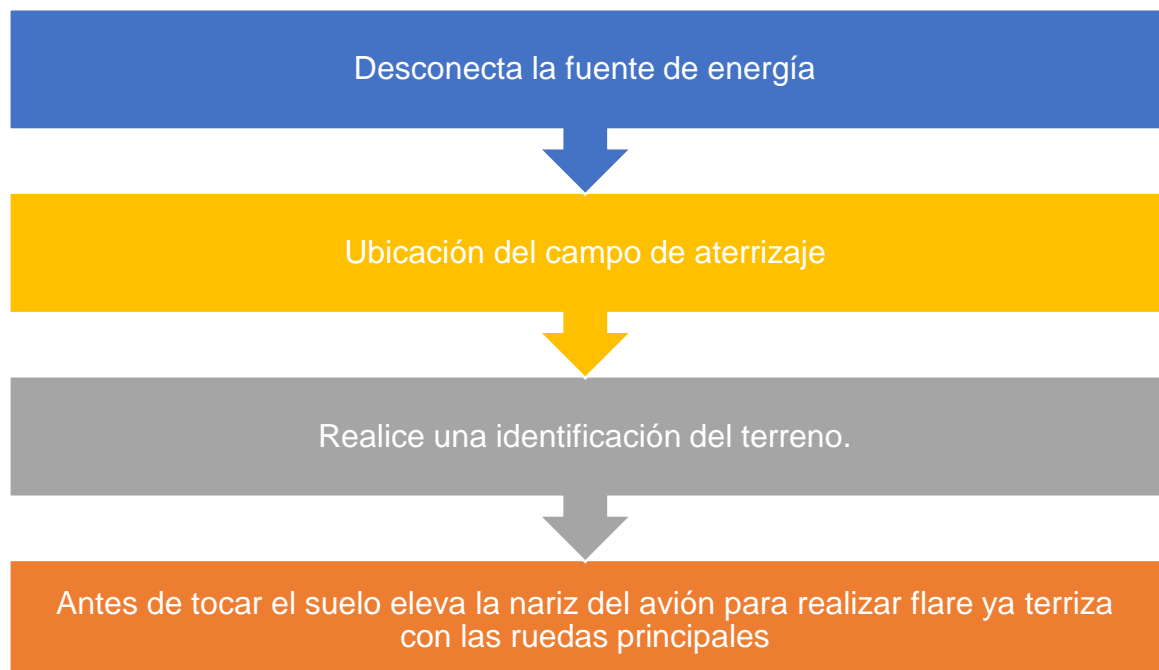 Desconecta la fuente de energía
Ubicación del campo de aterrizaje
Realice una identificación del terreno.
Antes de tocar el suelo eleva la nariz del avión para realizar flare ya terriza
con las ruedas principales